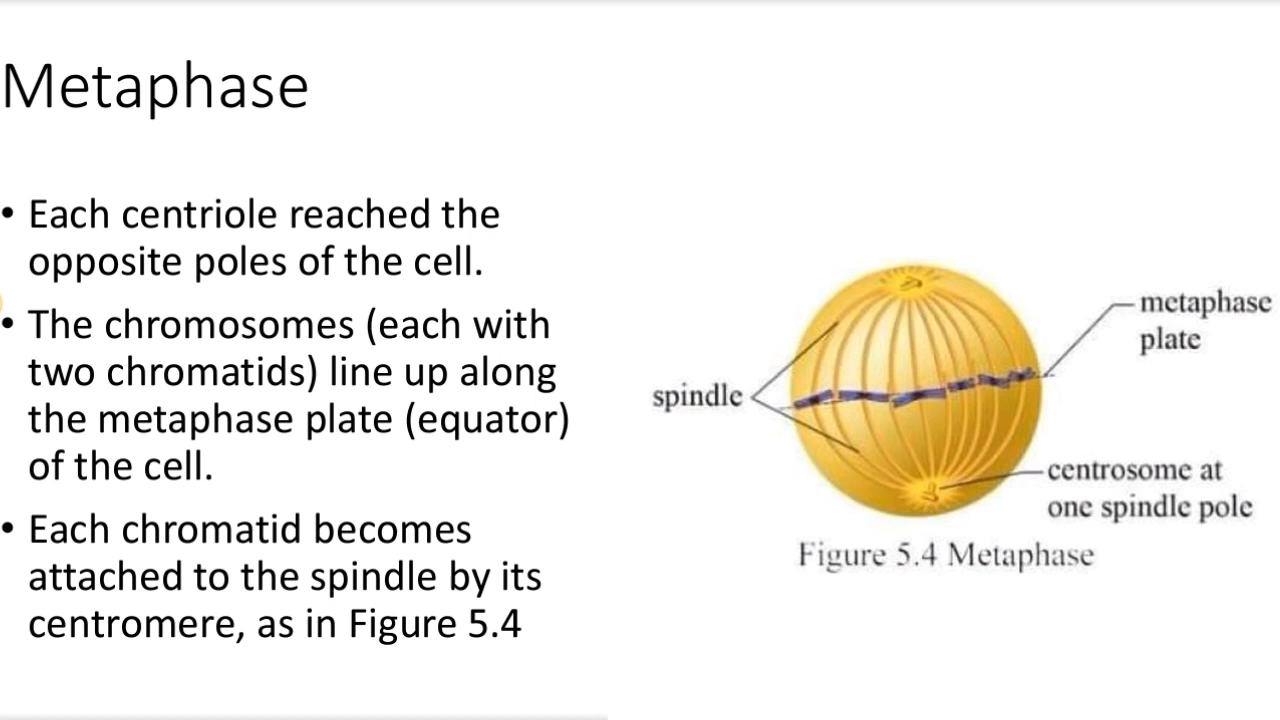 Metaphase
• Each centriole reached the
opposite poles of the cell.
• The chromosomes (each with
two chromatids) line up along
the metaphase plate (equator)
of the cell.
• Each chromatid becomes
attached to the spindle by its
centromere, as in Figure 5.4
metaphase
plate
spindle
centrosome at
one spindle pole
Figure 5.4 Metaphase